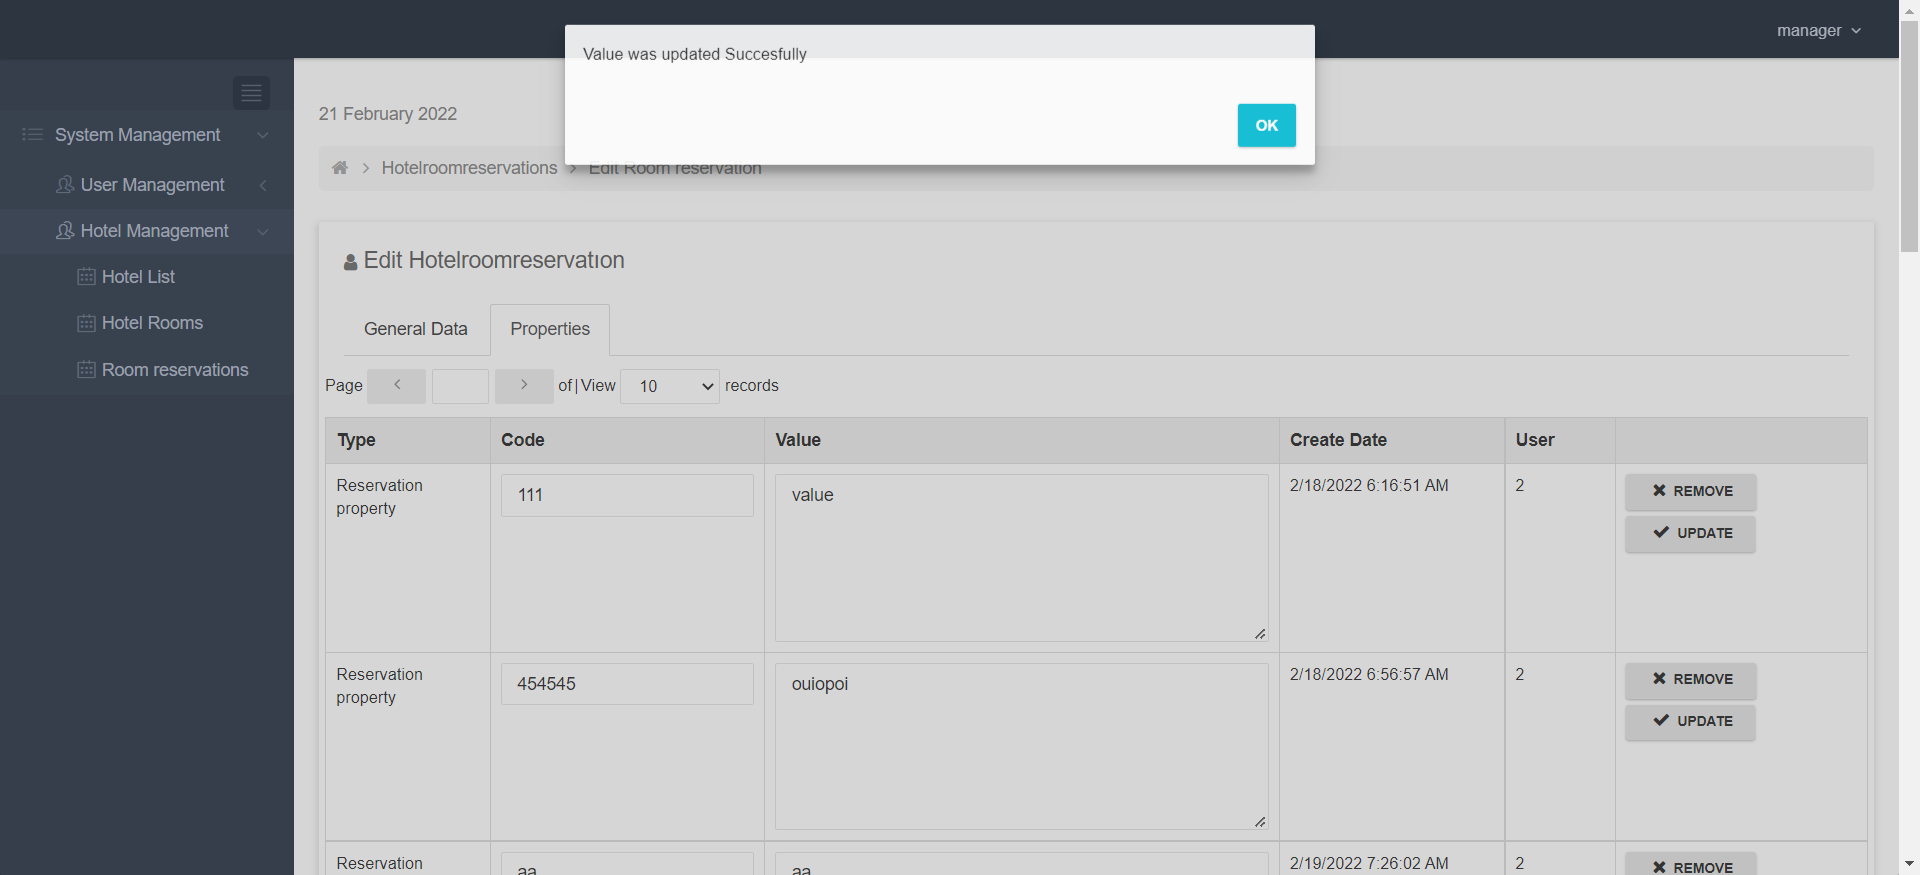 manager
Value was updated Succesfully
OK
21 February 2022
Hotelroomreservations
Edit Room reservation
System Management
User Management
Hotel Management
Hotel List
Hotel Rooms
Room reservations
Edit Hotelroomreservatıon
General Data
Properties
Page of|View 10 records
Type Code Value Create Date User
Reservation property
111
value
2/18/2022 6:16:51 AM
2
REMOVE
UPDATE
Reservation property
454545
ouiopoi
2/18/2022 6:56:57 AM
2
REMOVE
UPDATE
Reservation
aa
aa
2/19/2022 7:26:02 AM
2
REMOVE